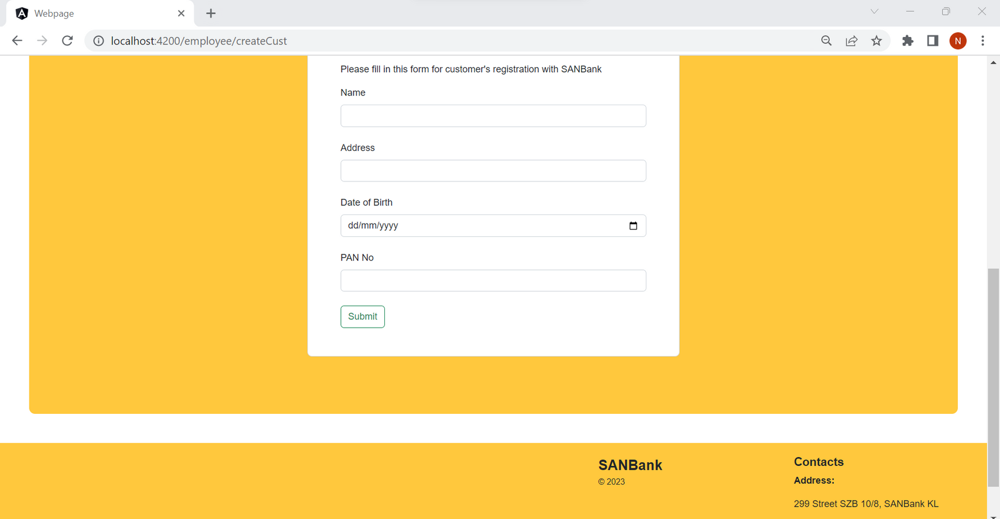 Webpage
localhost:4200/employee/createCust
N
Please fill in this form for customer's registration with SANBank
Name
Address
Date of Birth
dd/mm/yyyy
PAN No
Submit
SANBank
© 2023
Contacts
Address:
299 Street SZB 10/8, SANBank KL